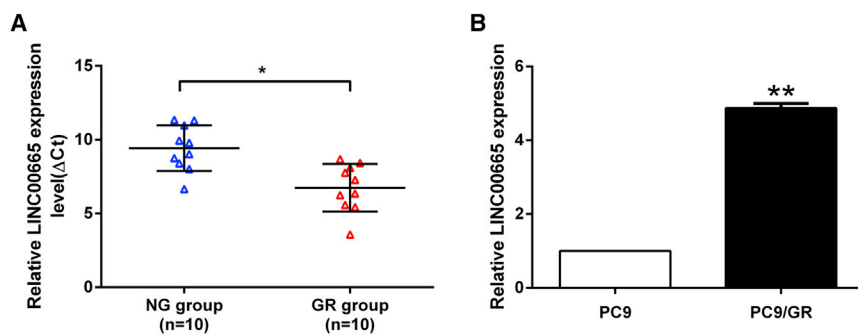 A
Relative LINC00665 expression
level(ΔCt)
15
10
5
0
*
NG group
(n=10)
GR group
(n=10)
B
Relative LINC00665 expression
6
4
2
0
**
PC9
PC9/GR